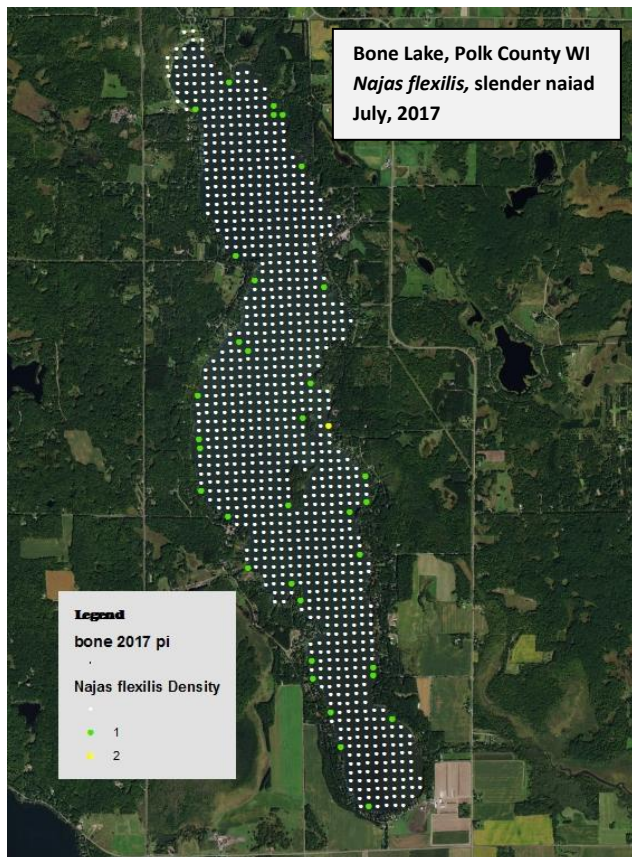 Bone Lake, Polk County WI
Najas flexilis, slender naiad
July, 2017
Legend
bone 2017 pi
Najas flexilis Density
1
2